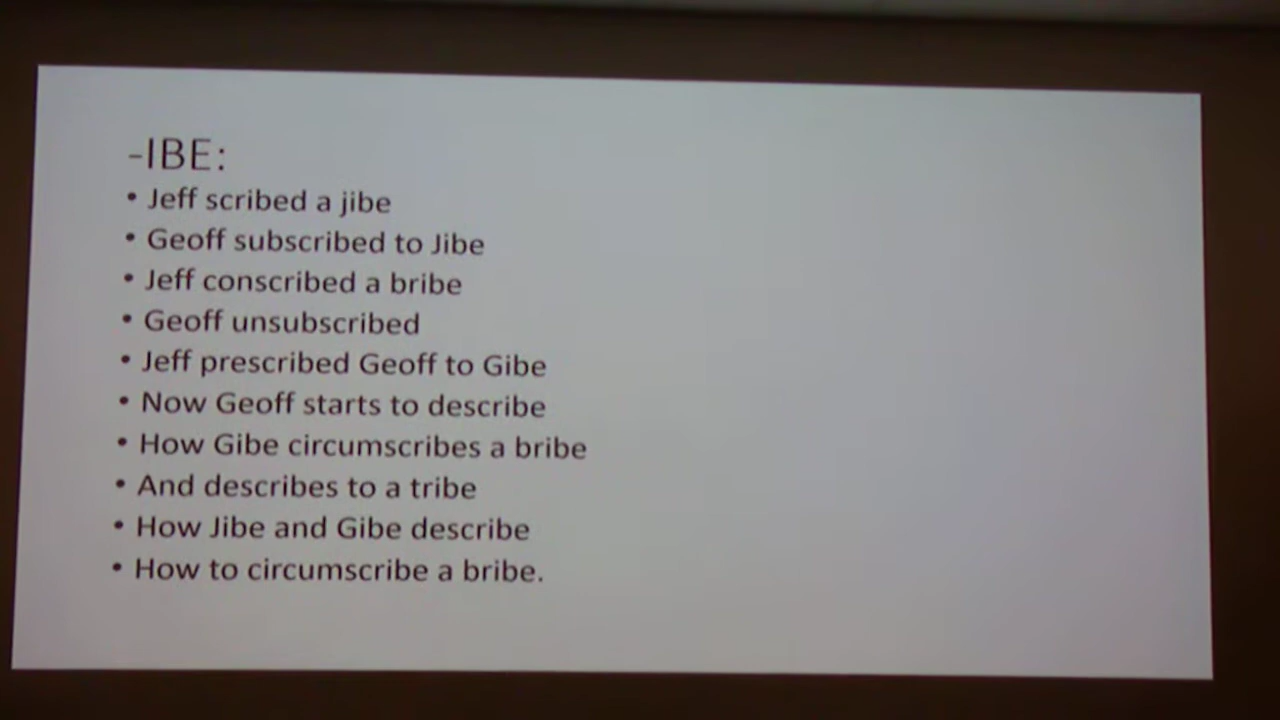 -IBE:
• Jeff scribed a jibe
• Geoff subscribed to Jibe
• Jeff conscribed a bribe
• Geoff unsubscribed
• Jeff prescribed Geoff to Gibe
• Now Geoff starts to describe
• How Gibe circumscribes a bribe
• And describes to a tribe
• How Jibe and Gibe describe
• How to circumscribe a bribe.